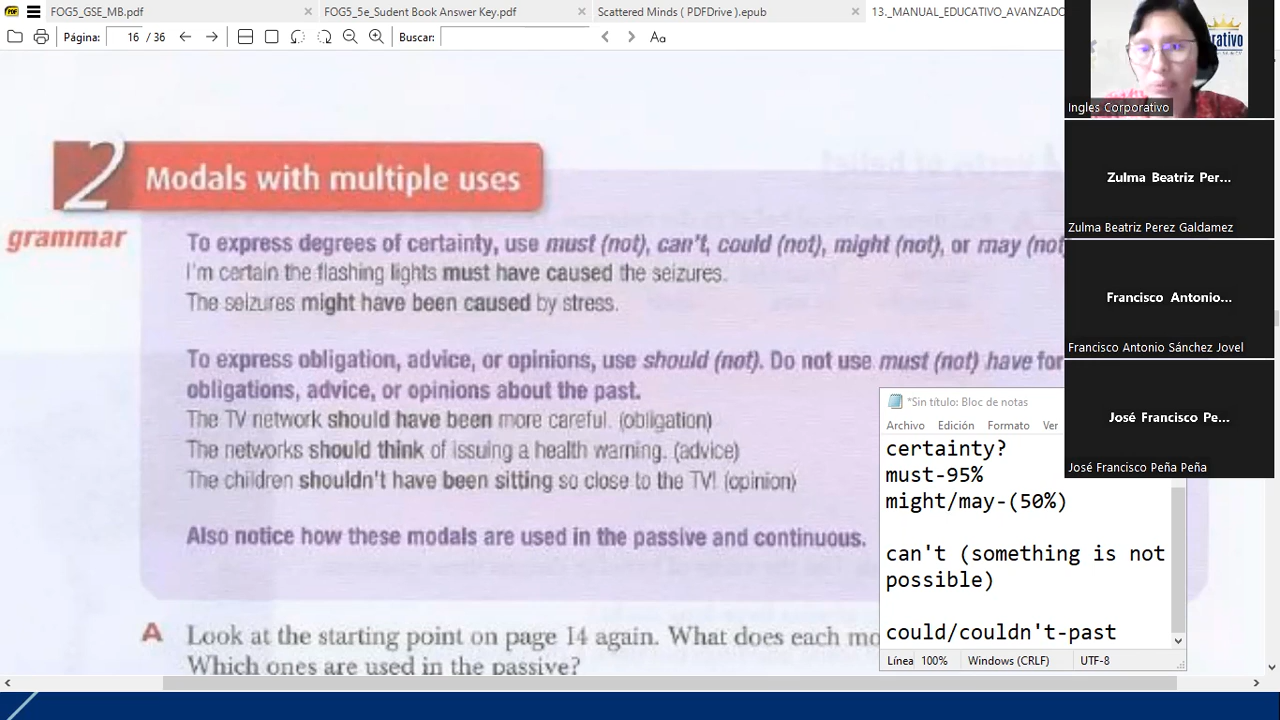 FOG5_GSE_MB.pdf
FOG5_5e_Sudent Book Answer Key.pdf
Scattered Minds ( PDFDrive ).epub
13._MANUAL_EDUCATIVO_AVANZADO
Página: 16 / 36 Buscar: Aa
2 Modals with multiple uses
grammar
To express degrees of certainty, use must (not), can't, could (not), might (not), or may (not
I'm certain the flashing lights must have caused the seizures.
The seizures might have been caused by stress.
To express obligation, advice, or opinions, use should (not). Do not use must (not) have for
obligations, advice, or opinions about the past.
The TV network should have been more careful. (obligation)
The networks should think of issuing a health warning. (advice)
The children shouldn't have been sitting so close to the TV! (opinion)
Also notice how these modals are used in the passive and continuous.
A Look at the starting point on page 14 again. What does each mo
Which ones are used in the passive?
*Sin título: Bloc de notas
Archivo Edición Formato Ver
certainty?
must-95%
might/may-(50%)
can't (something is not
possible)
could/couldn't-past
Línea 100% Windows (CRLF) UTF-8
Ingles Corporativo
Zulma Beatriz Per...
Zulma Beatriz Perez Galdamez
Francisco Antonio...
Francisco Antonio Sánchez Jovel
José Francisco Pe...
José Francisco Peña Peña